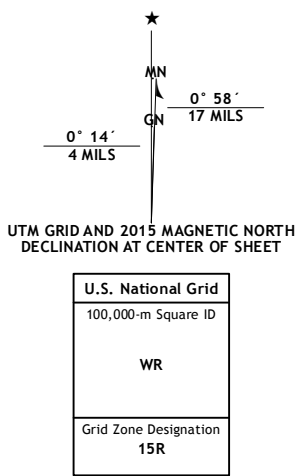 ★
MN
0° 58´
17 MILS
GN
0° 14´
4 MILS
UTM GRID AND 2015 MAGNETIC NORTH
DECLINATION AT CENTER OF SHEET
U.S. National Grid
100,000-m Square ID
WR
Grid Zone Designation
15R